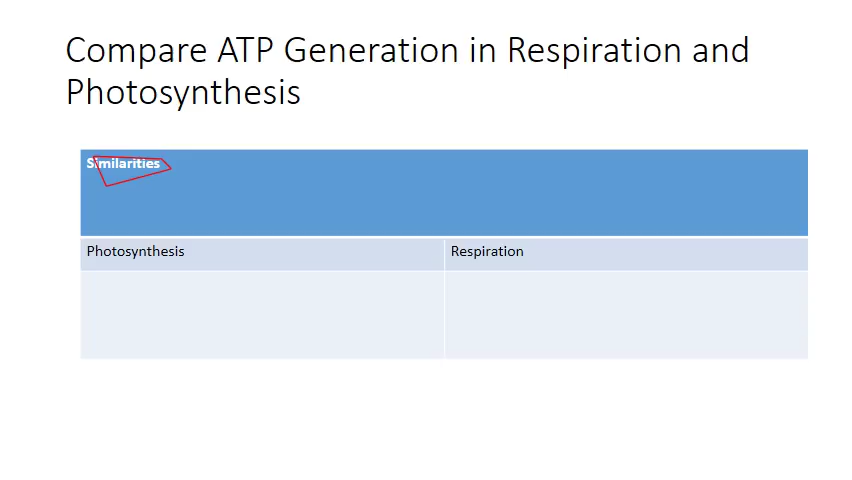 Compare ATP Generation in Respiration and
Photosynthesis
Similarities
Photosynthesis
Respiration